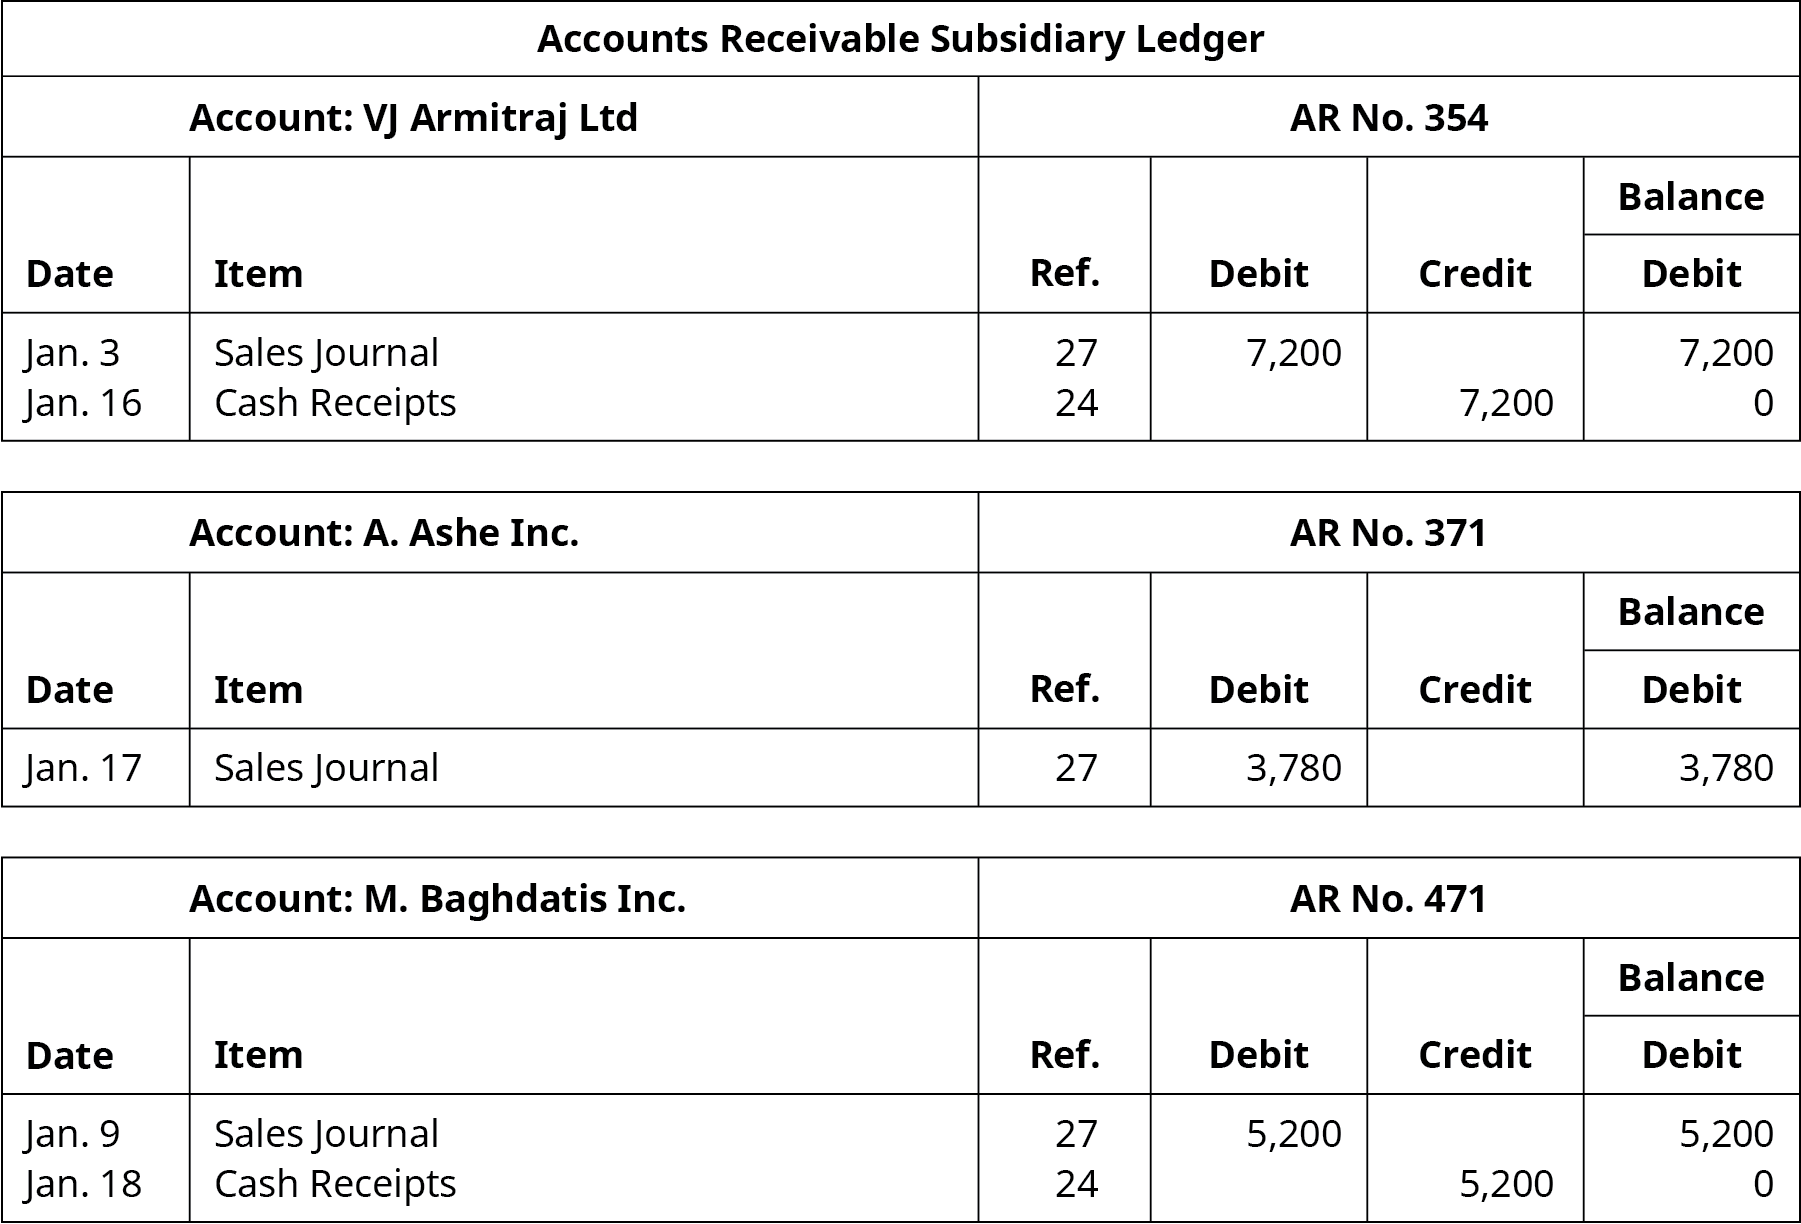 Accounts Receivable Subsidiary Ledger
Account: VJ Armitraj Ltd AR No. 354
Balance
Date Item Ref. Debit Credit Debit
Jan. 3 Sales Journal 27 7,200 7,200
Jan. 16 Cash Receipts 24 7,200 0
Account: A. Ashe Inc. AR No. 371
Balance
Date Item Ref. Debit Credit Debit
Jan. 17 Sales Journal 27 3,780 3,780
Account: M. Baghdatis Inc. AR No. 471
Balance
Date Item Ref. Debit Credit Debit
Jan. 9 Sales Journal 27 5,200 5,200
Jan. 18 Cash Receipts 24 5,200 0